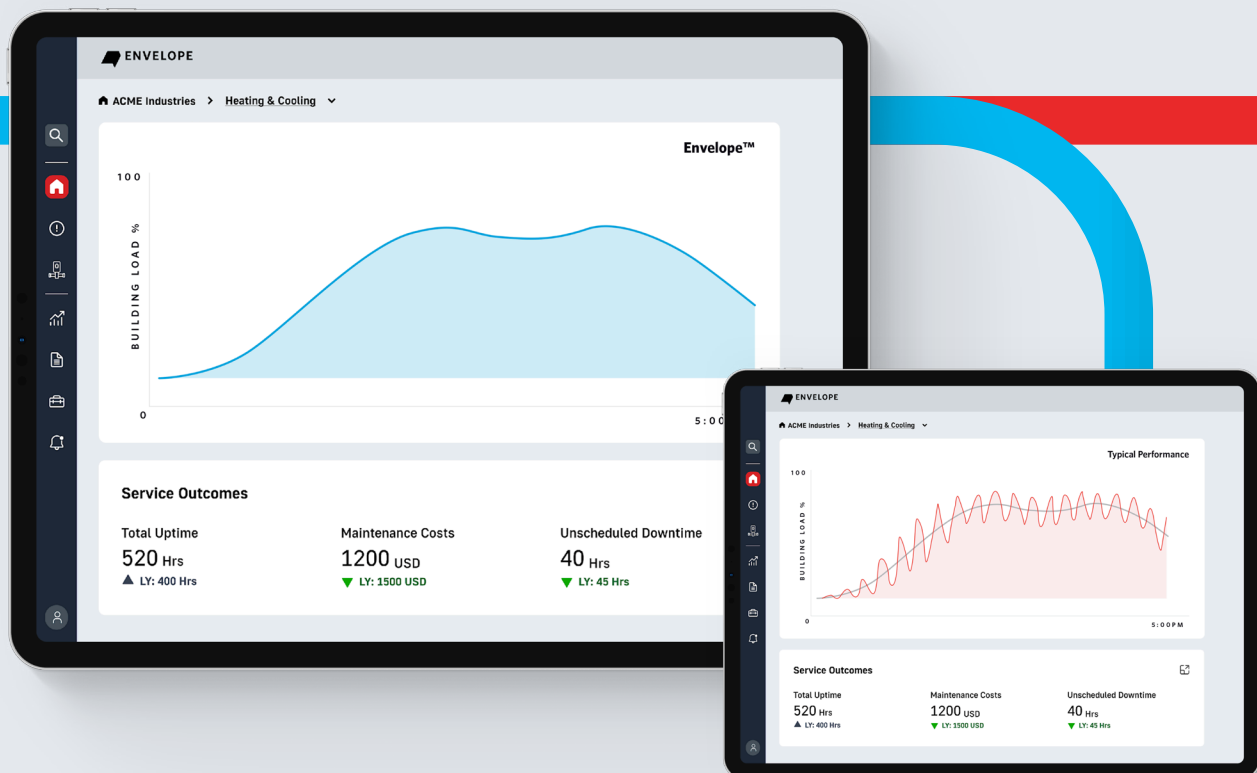 ENVELOPE
ACME Industries > Heating & Cooling
Envelope™
100
BUILDING LOAD %
0
5:00
Service Outcomes
Total Uptime Maintenance Costs Unscheduled Downtime
520 Hrs 1200 USD 40 Hrs
LY: 400 Hrs LY: 1500 USD LY: 45 Hrs
ENVELOPE
ACME Industries > Heating & Cooling
Typical Performance
100
BUILDING LOAD %
0
5:00PM
Service Outcomes
Total Uptime Maintenance Costs Unscheduled Downtime
520 Hrs 1200 USD 40 Hrs
LY: 400 Hrs LY: 1500 USD LY: 45 Hrs